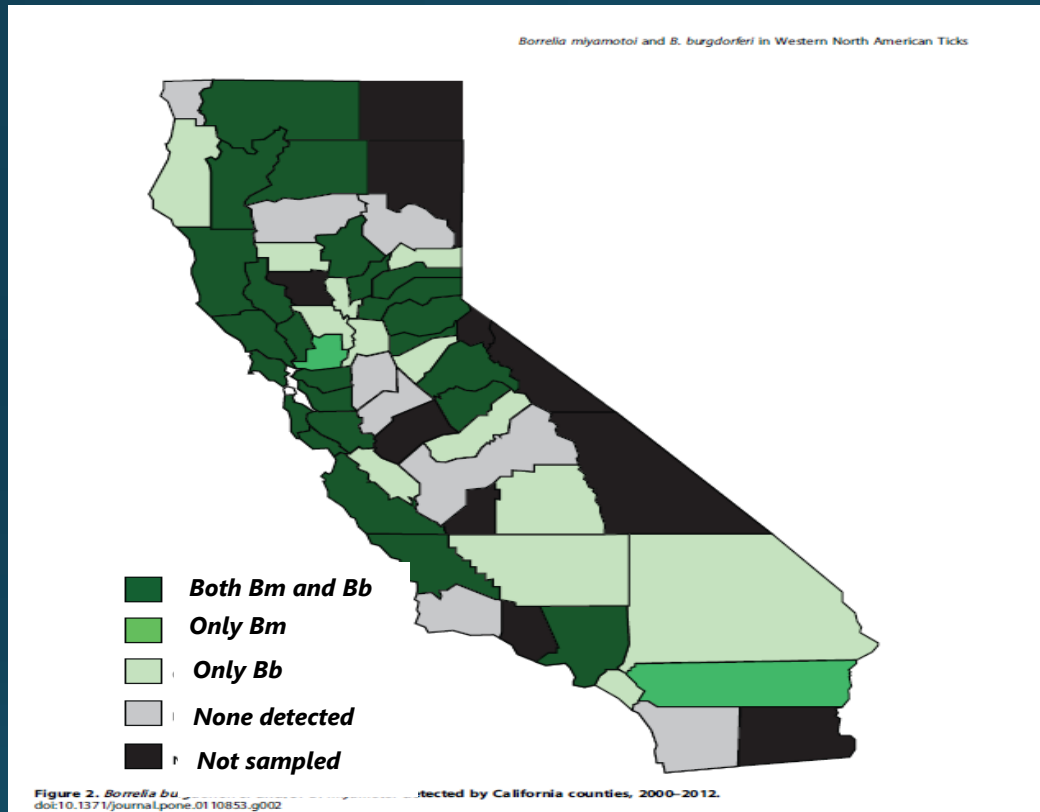 Borrelia miyamotoi and B. burgdorferi in Western North American Ticks
Both Bm and Bb
Only Bm
Only Bb
None detected
Not sampled
Figure 2. Borrelia bu tected by California counties, 2000–2012.
doi:10.1371/journal.pone.0110853.g002